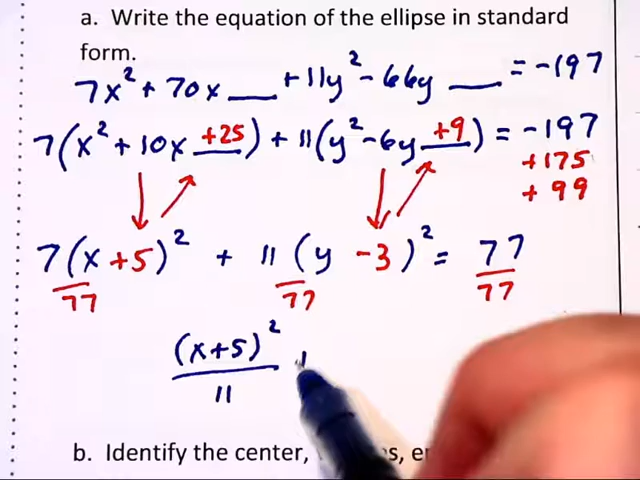 a. Write the equation of the ellipse in standard
form.
7x² + 70x ___ + 11y² - 66y ___ = -197
7(x² + 10x +25) + 11(y² - 6y +9) = -197
+175
+ 99
7(x +5)² + 11(y -3)² = 77
77 77 77
(x+5)²
11
b. Identify the center,